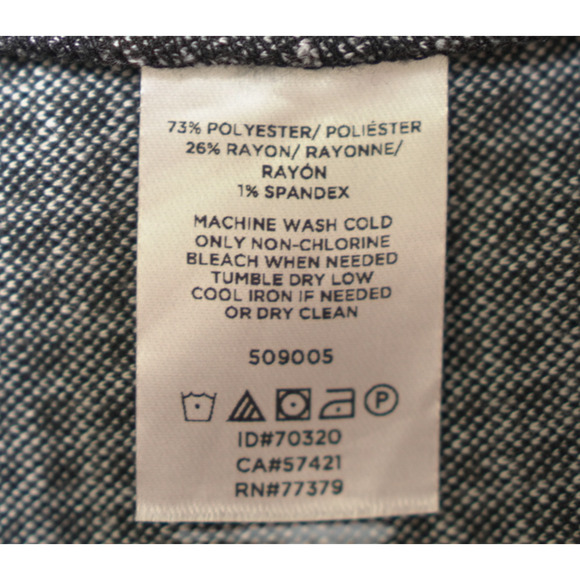 73% POLYESTER/ POLIÉSTER
26% RAYON/ RAYONNE/
RAYÓN
1% SPANDEX
MACHINE WASH COLD
ONLY NON-CHLORINE
BLEACH WHEN NEEDED
TUMBLE DRY LOW
COOL IRON IF NEEDED
OR DRY CLEAN
509005
P
ID#70320
CA#57421
RN#77379